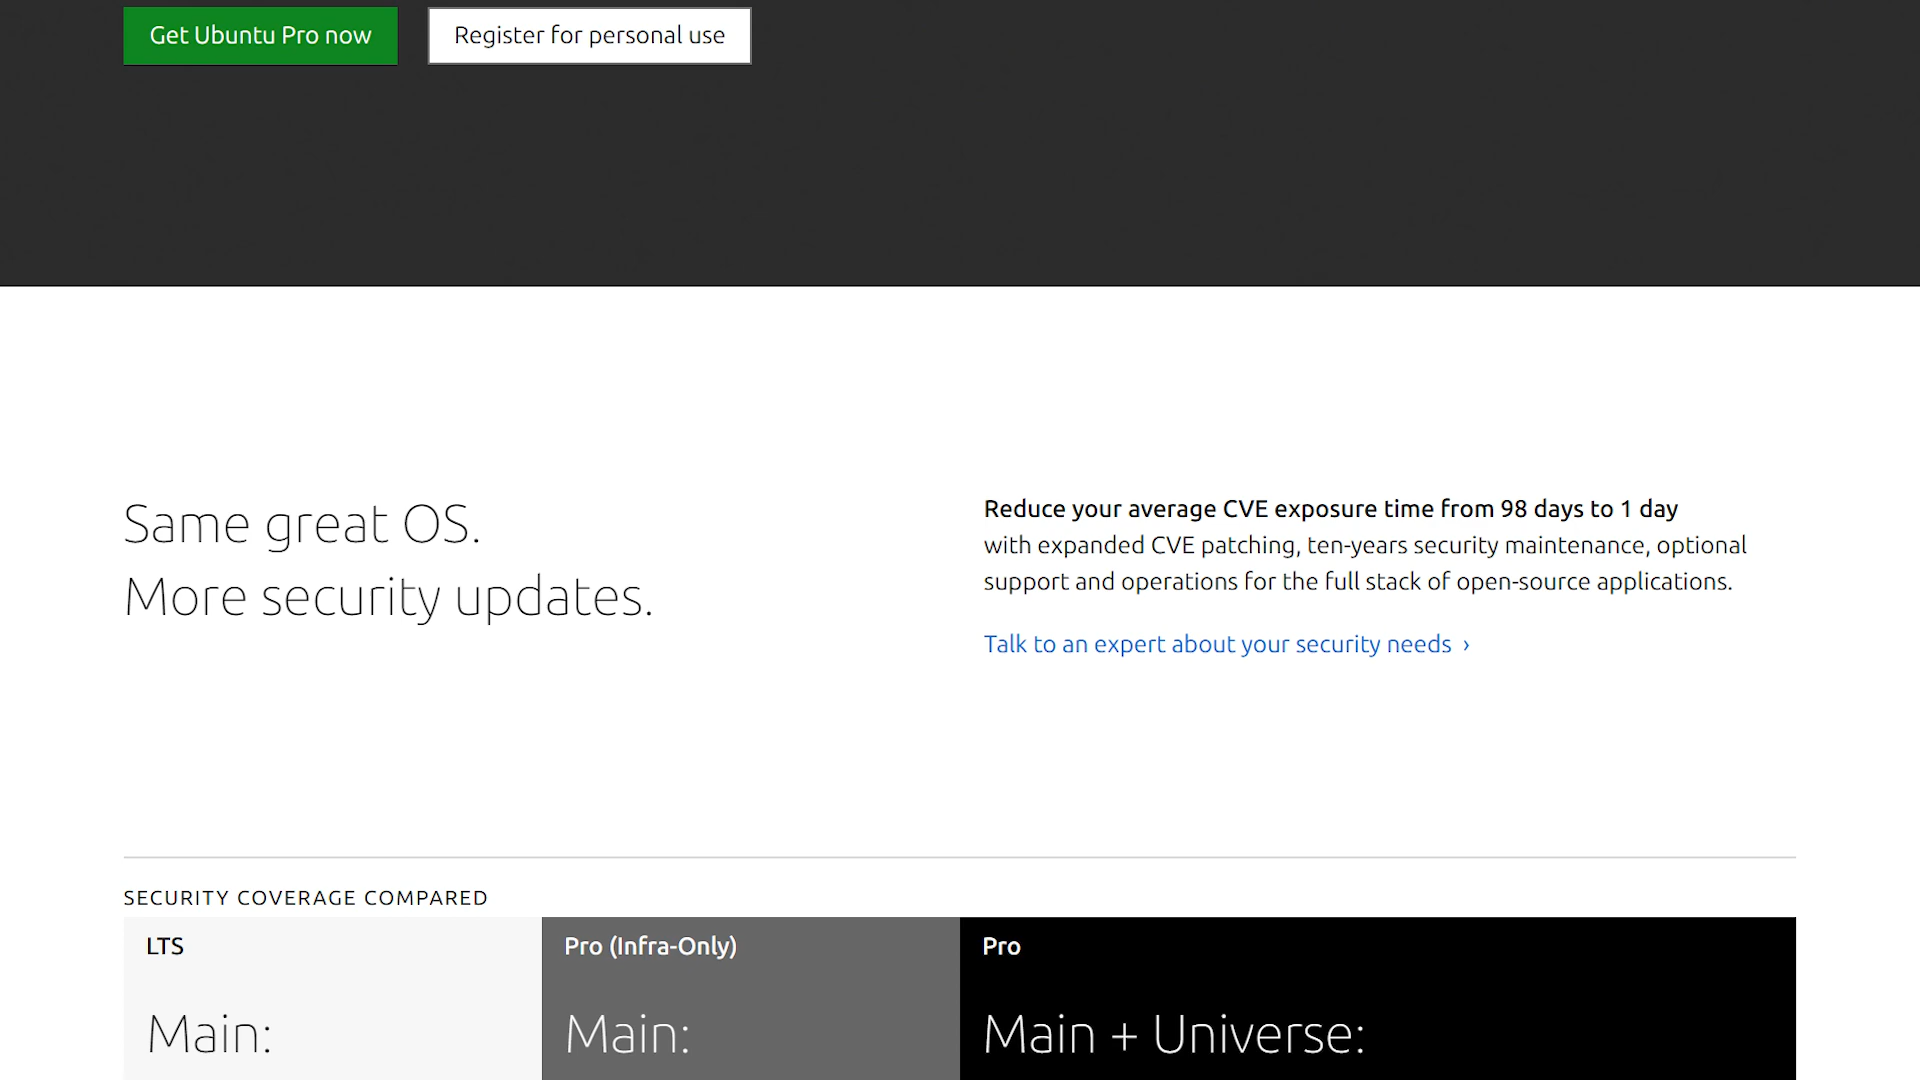 Get Ubuntu Pro now
Register for personal use
Same great OS.
More security updates.
Reduce your average CVE exposure time from 98 days to 1 day
with expanded CVE patching, ten-years security maintenance, optional
support and operations for the full stack of open-source applications.
Talk to an expert about your security needs ›
SECURITY COVERAGE COMPARED
LTS
Main:
Pro (Infra-Only)
Main:
Pro
Main + Universe: